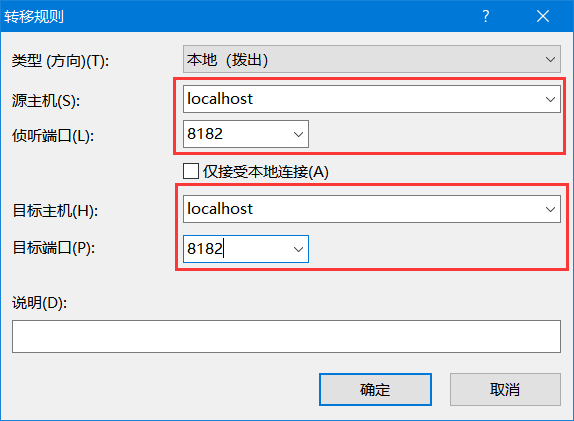 转移规则
类型 (方向)(T): 本地（拨出）
源主机(S): localhost
侦听端口(L): 8182
仅接受本地连接(A)
目标主机(H): localhost
目标端口(P): 8182
说明(D):
确定 取消